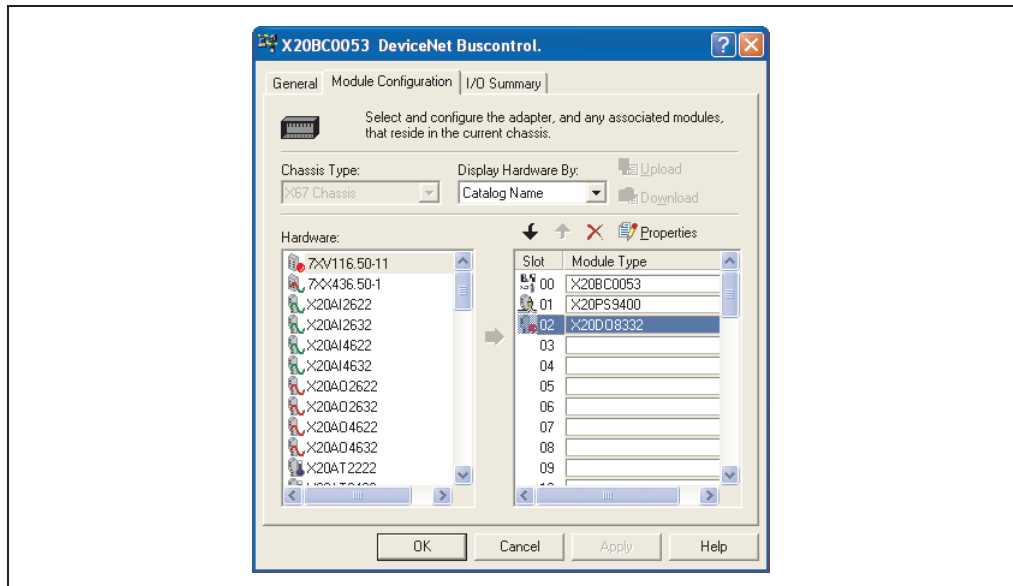 X20BC0053 DeviceNet Buscontrol.
General Module Configuration I/O Summary
Select and configure the adapter, and any associated modules,
that reside in the current chassis.
Chassis Type: Display Hardware By: Upload
X67 Chassis Catalog Name Download
Hardware: Properties
Slot Module Type
7XV116.50-11 00 X20BC0053
7XX436.50-1 01 X20PS9400
X20AI2622 02 X20DO8332
X20AI2632 03
X20AI4622 04
X20AI4632 05
X20AO2622 06
X20AO2632 07
X20AO4622 08
X20AO4632 09
X20AT2222
OK Cancel Apply Help